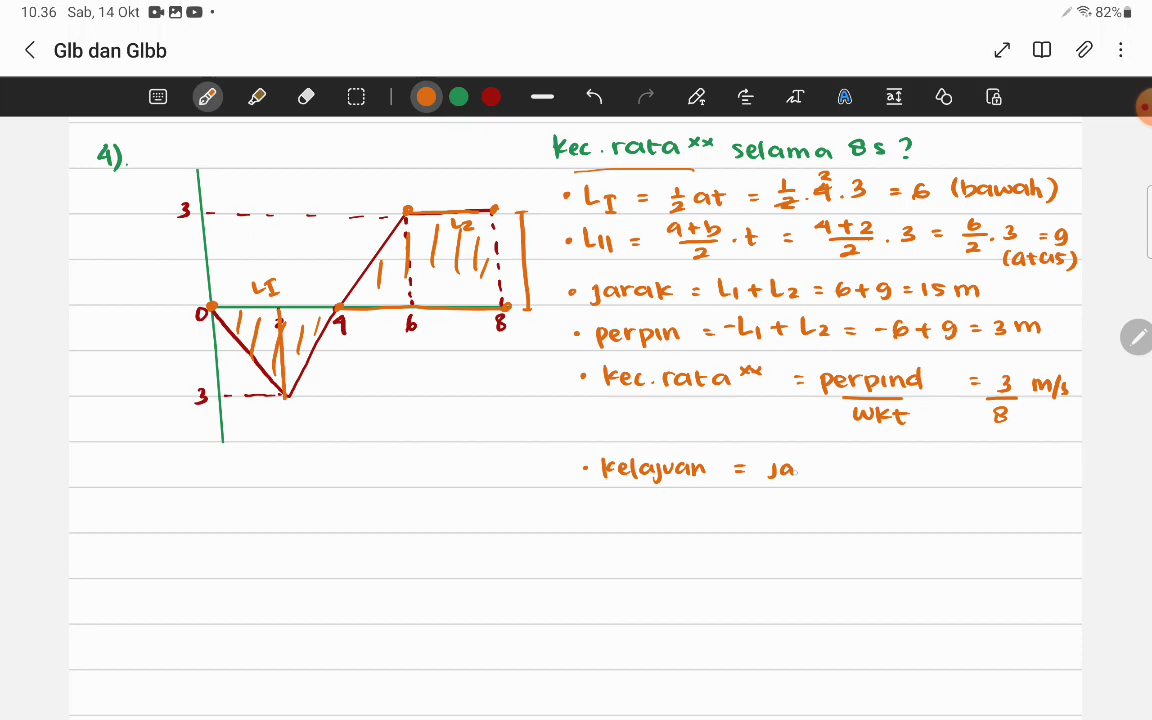 10.36 Sab, 14 Okt
82%
Glb dan Glbb
4).
kec. rata ×× selama 8s ?
• LI = 1/2 at = 1/2 . 4 2 . 3 = 6 (bawah)
• LII = a+b/2 . t = 4+2/2 . 3 = 6/2 . 3 = 9
(atas)
• Jarak = L1 + L2 = 6+9 = 15 m
• perpin = -L1 + L2 = -6+9 = 3 m
• kec. rata ×× = perpind/wkt = 3/8 m/s
• kelajuan = ja
3
L2
LI
0 2 4 6 8
3